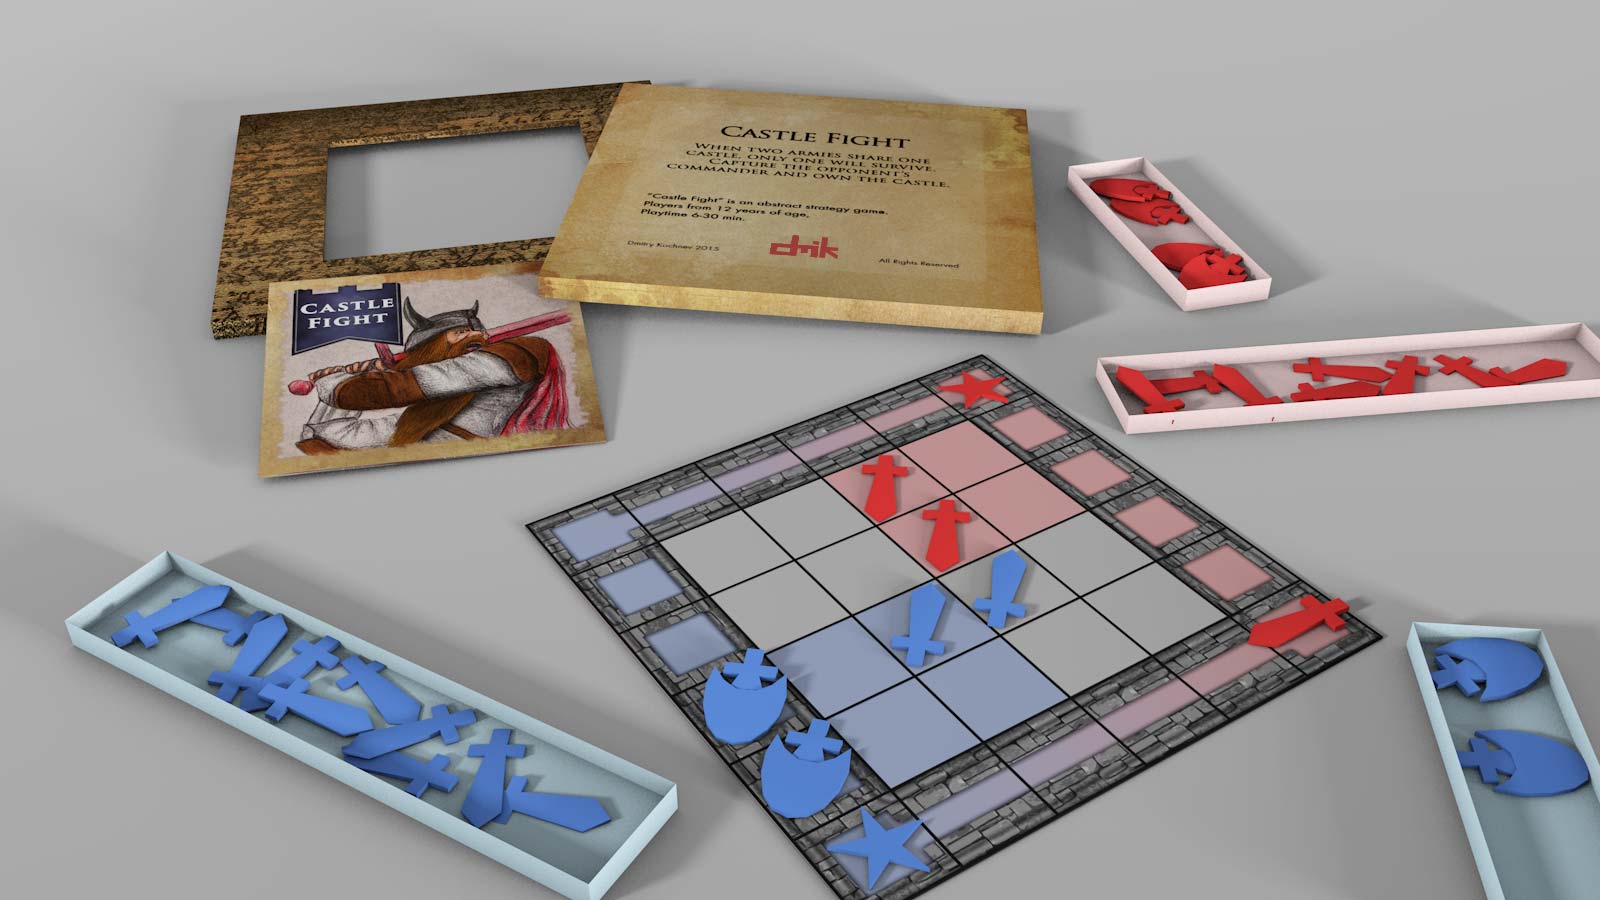 CASTLE FIGHT
WHEN TWO ARMIES SHARE ONE
CASTLE, ONLY ONE WILL SURVIVE.
CAPTURE THE OPPONENT'S
COMMANDER AND OWN THE CASTLE.
"Castle Fight" is an abstract strategy game.
Players from 12 years of age,
Playtime 6-30 min.
Dmitry Kochnev 2015
dmik
All Rights Reserved
CASTLE
FIGHT